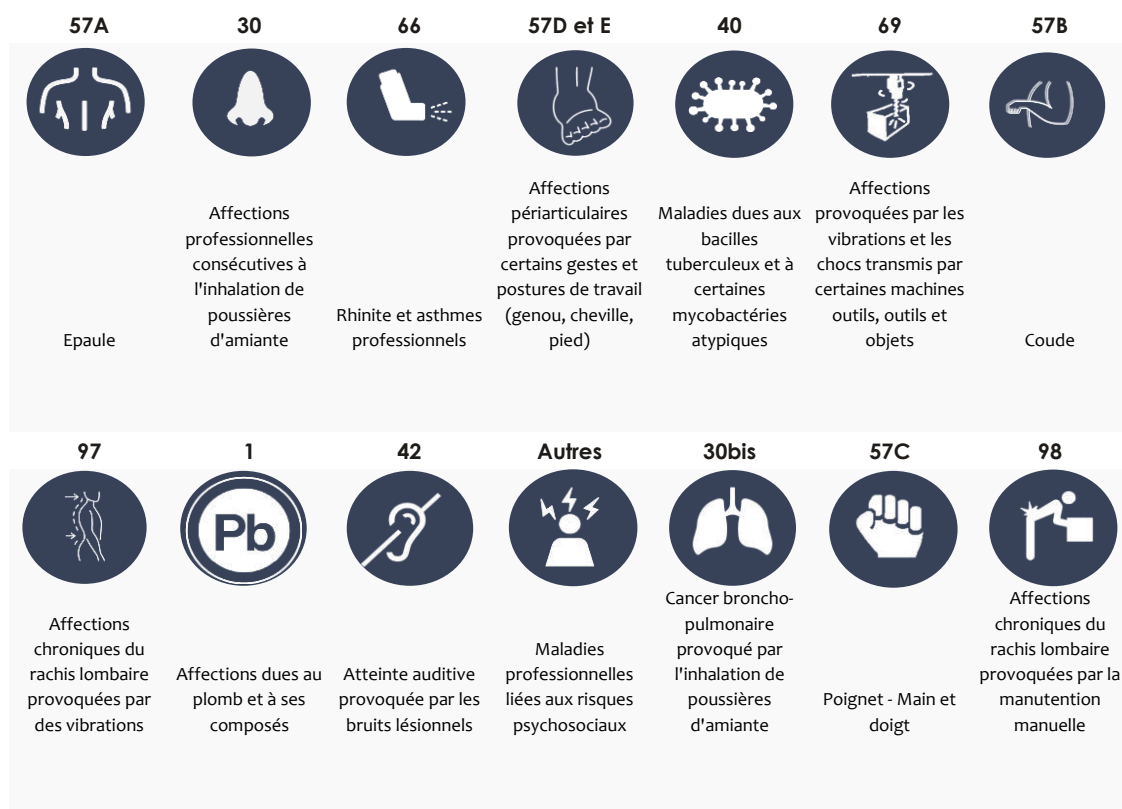 57A
30
66
57D et E
40
69
57B
Epaule
Affections
professionnelles
consécutives à
l'inhalation de
poussières
d'amiante
Rhinite et asthmes
professionnels
Affections
périarticulaires
provoquées par
certains gestes et
postures de travail
(genou, cheville,
pied)
Maladies dues aux
bacilles
tuberculeux et à
certaines
mycobactéries
atypiques
Affections
provoquées par les
vibrations et les
chocs transmis par
certaines machines
outils, outils et
objets
Coude
97
1
42
Autres
30bis
57C
98
Pb
Affections
chroniques du
rachis lombaire
provoquées par
des vibrations
Affections dues au
plomb et à ses
composés
Atteinte auditive
provoquée par les
bruits lésionnels
Maladies
professionnelles
liées aux risques
psychosociaux
Cancer broncho-
pulmonaire
provoqué par
l'inhalation de
poussières
d'amiante
Poignet - Main et
doigt
Affections
chroniques du
rachis lombaire
provoquées par la
manutention
manuelle